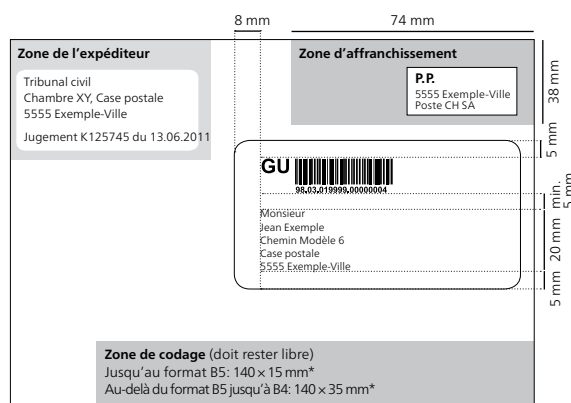 8 mm
74 mm
Zone de l'expéditeur
Tribunal civil
Chambre XY, Case postale
5555 Exemple-Ville
Jugement K125745 du 13.06.2011
Zone d'affranchissement
P.P.
5555 Exemple-Ville
Poste CH SA
38 mm
5 mm
GU
98.03.019999.00000004
min.
5 mm
Monsieur
Jean Exemple
Chemin Modèle 6
Case postale
5555 Exemple-Ville
20 mm
5 mm
Zone de codage (doit rester libre)
Jusqu'au format B5: 140 × 15 mm*
Au-delà du format B5 jusqu'à B4: 140 × 35 mm*